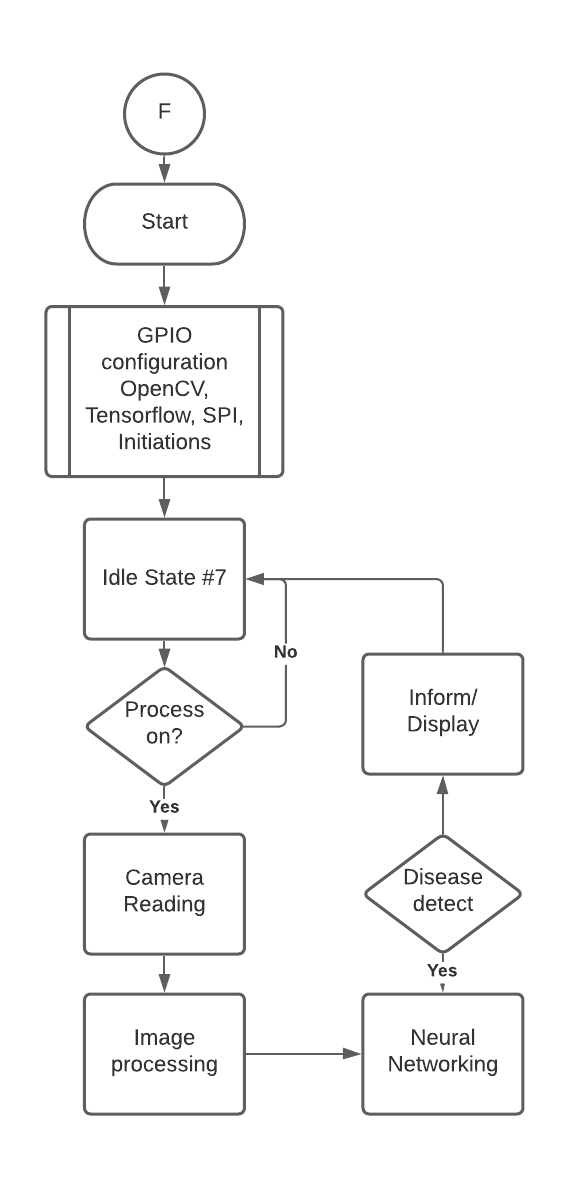 F
Start
GPIO
configuration
OpenCV,
Tensorflow, SPI,
Initiations
Idle State #7
No
Process
on?
Yes
Camera
Reading
Image
processing
Inform/
Display
Disease
detect
Yes
Neural
Networking